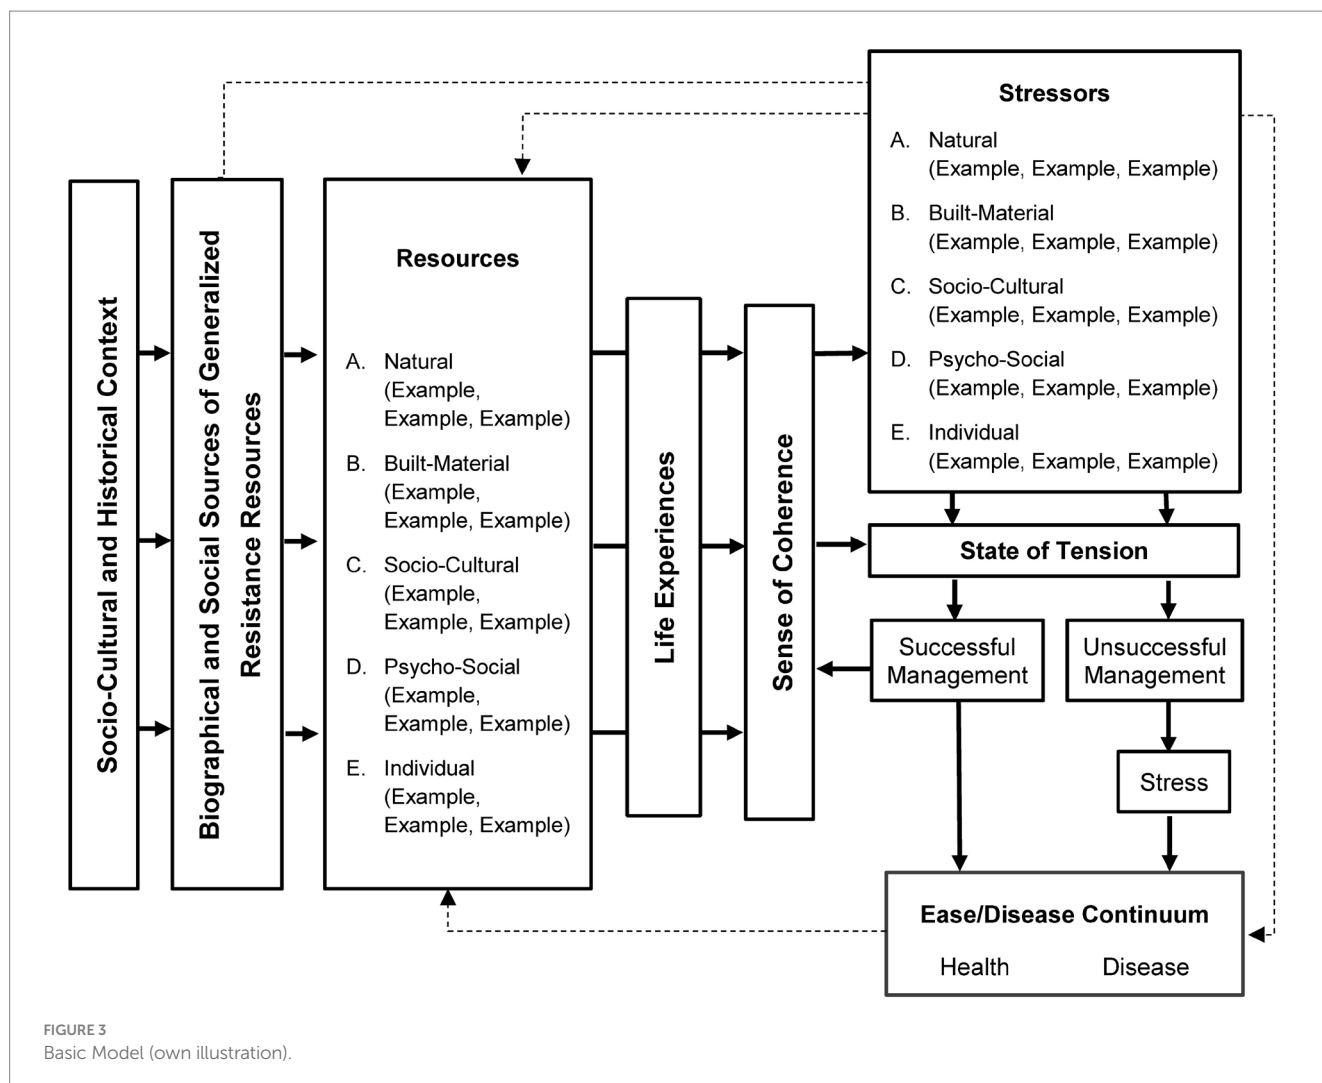 Socio-Cultural and Historical Context
Biographical and Social Sources of Generalized
Resistance Resources
Resources
A. Natural
(Example,
Example, Example)
B. Built-Material
(Example,
Example, Example)
C. Socio-Cultural
(Example,
Example, Example)
D. Psycho-Social
(Example,
Example, Example)
E. Individual
(Example,
Example, Example)
Life Experiences
Sense of Coherence
Stressors
A. Natural
(Example, Example, Example)
B. Built-Material
(Example, Example, Example)
C. Socio-Cultural
(Example, Example, Example)
D. Psycho-Social
(Example, Example, Example)
E. Individual
(Example, Example, Example)
State of Tension
Successful
Management
Unsuccessful
Management
Stress
Ease/Disease Continuum
Health Disease
FIGURE 3
Basic Model (own illustration).